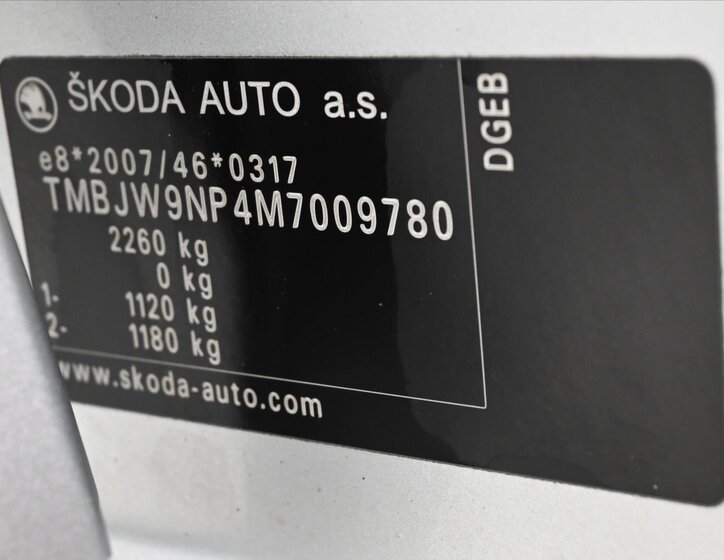 ŠKODA AUTO a.s.
e8*2007/46*0317
TMBJW9NP4M7009780
2260 kg
0 kg
1- 1120 kg
2- 1180 kg
www.skoda-auto.com
DGEB